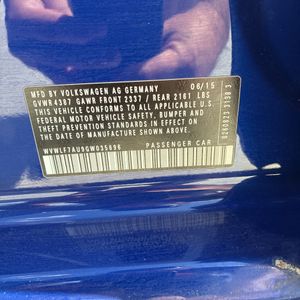 MFD BY VOLKSWAGEN AG GERMANY 06/15
GVWR 4387 GAWR FRONT 2337 / REAR 2161 LBS
THIS VEHICLE CONFORMS TO ALL APPLICABLE
FEDERAL MOTOR VEHICLE SAFETY, BUMPER,
AND THEFT PREVENTION STANDARDS IN EFFECT ON THE
DATE OF MANUFACTURE SHOWN ABOVE
WVWLF7AU9GW035696 PASSENGER CAR